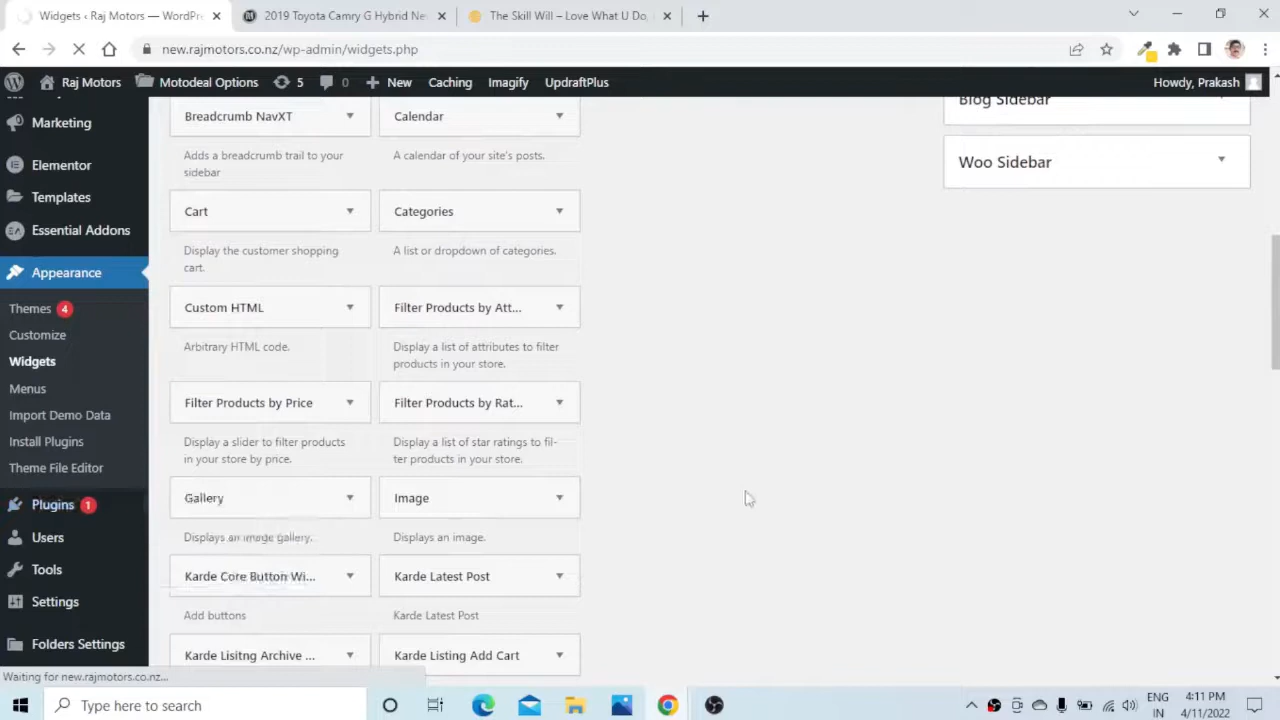 Widgets ‹ Raj Motors — WordPr
2019 Toyota Camry G Hybrid Ne
The Skill Will – Love What U Do,
new.rajmotors.co.nz/wp-admin/widgets.php
Raj Motors
Motodeal Options
5
0
New
Caching
Imagify
UpdraftPlus
Howdy, Prakash
Marketing
Elementor
Templates
Essential Addons
Appearance
Themes 4
Customize
Widgets
Menus
Import Demo Data
Install Plugins
Theme File Editor
Plugins 1
Users
Tools
Settings
Folders Settings
Breadcrumb NavXT
Adds a breadcrumb trail to your
sidebar
Calendar
A calendar of your site's posts.
Cart
Display the customer shopping
cart.
Categories
A list or dropdown of categories.
Custom HTML
Arbitrary HTML code.
Filter Products by Att...
Display a list of attributes to filter
products in your store.
Filter Products by Price
Display a slider to filter products
in your store by price.
Filter Products by Rat...
Display a list of star ratings to fil-
ter products in your store.
Gallery
Displays an image gallery.
Image
Displays an image.
Karde Core Button Wi...
Add buttons
Karde Latest Post
Karde Latest Post
Karde Lisitng Archive ...
Karde Listing Add Cart
Blog Sidebar
Woo Sidebar
Waiting for new.rajmotors.co.nz...
Type here to search
ENG
IN
4:11 PM
4/11/2022